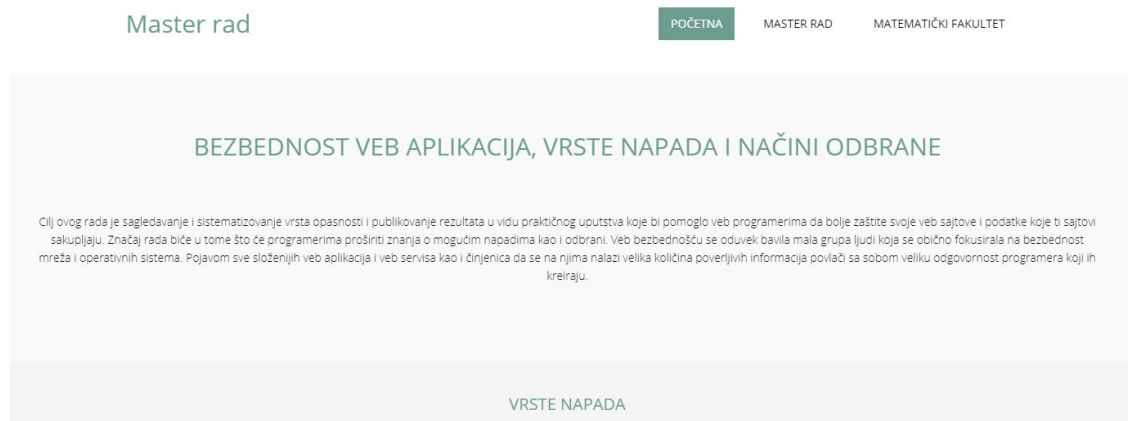 Master rad
POČETNA MASTER RAD MATEMATIČKI FAKULTET
BEZBEDNOST VEB APLIKACIJA, VRSTE NAPADA I NAČINI ODBRANE
Cilj ovog rada je sagledavanje i sistematizovanje vrsta opasnosti i publikovanje rezultata u vidu praktičnog uputstva koje bi pomoglo veb programerima da bolje zaštite svoje veb sajtove i podatke koje ti sajtovi
sakupljaju. Značaj rada biće u tome što će programerima proširiti znanja o mogućim napadima kao i odbrani. Veb bezbednošću se oduvek bavila mala grupa ljudi koja se obično fokusirala na bezbednost
mreža i operativnih sistema. Pojavom sve složenijih veb aplikacija i veb servisa kao i činjenica da se na njima nalazi velika količina poverljivih informacija povlači sa sobom veliku odgovornost programera koji ih
kreiraju.
VRSTE NAPADA